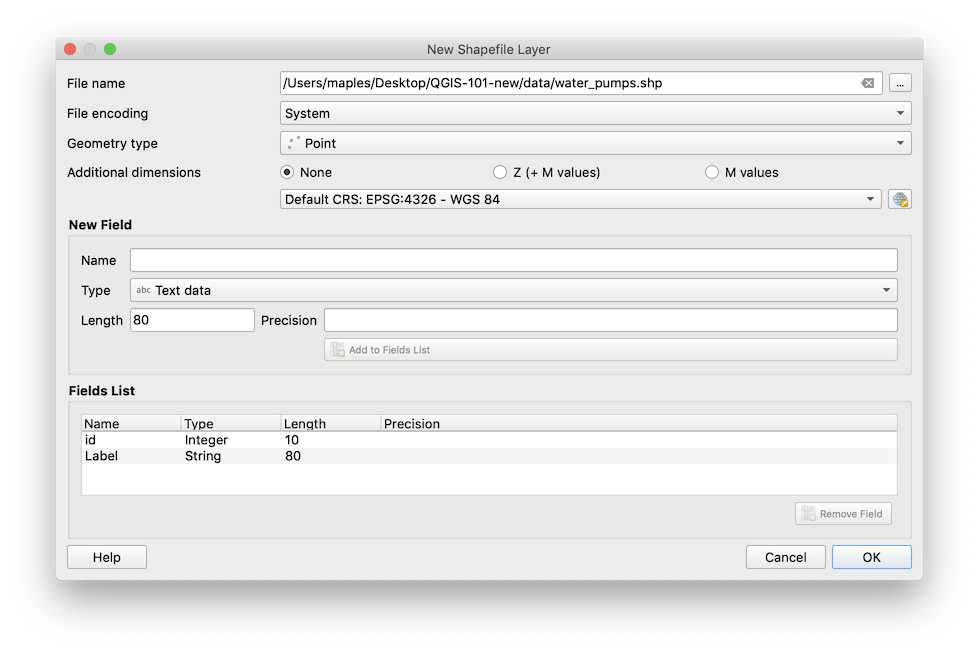 New Shapefile Layer
File name /Users/maples/Desktop/QGIS-101-new/data/water_pumps.shp ...
File encoding System
Geometry type Point
Additional dimensions None Z (+ M values) M values
Default CRS: EPSG:4326 - WGS 84
New Field
Name
Type abc Text data
Length 80 Precision
Add to Fields List
Fields List
Name Type Length Precision
id Integer 10
Label String 80
Remove Field
Help Cancel OK